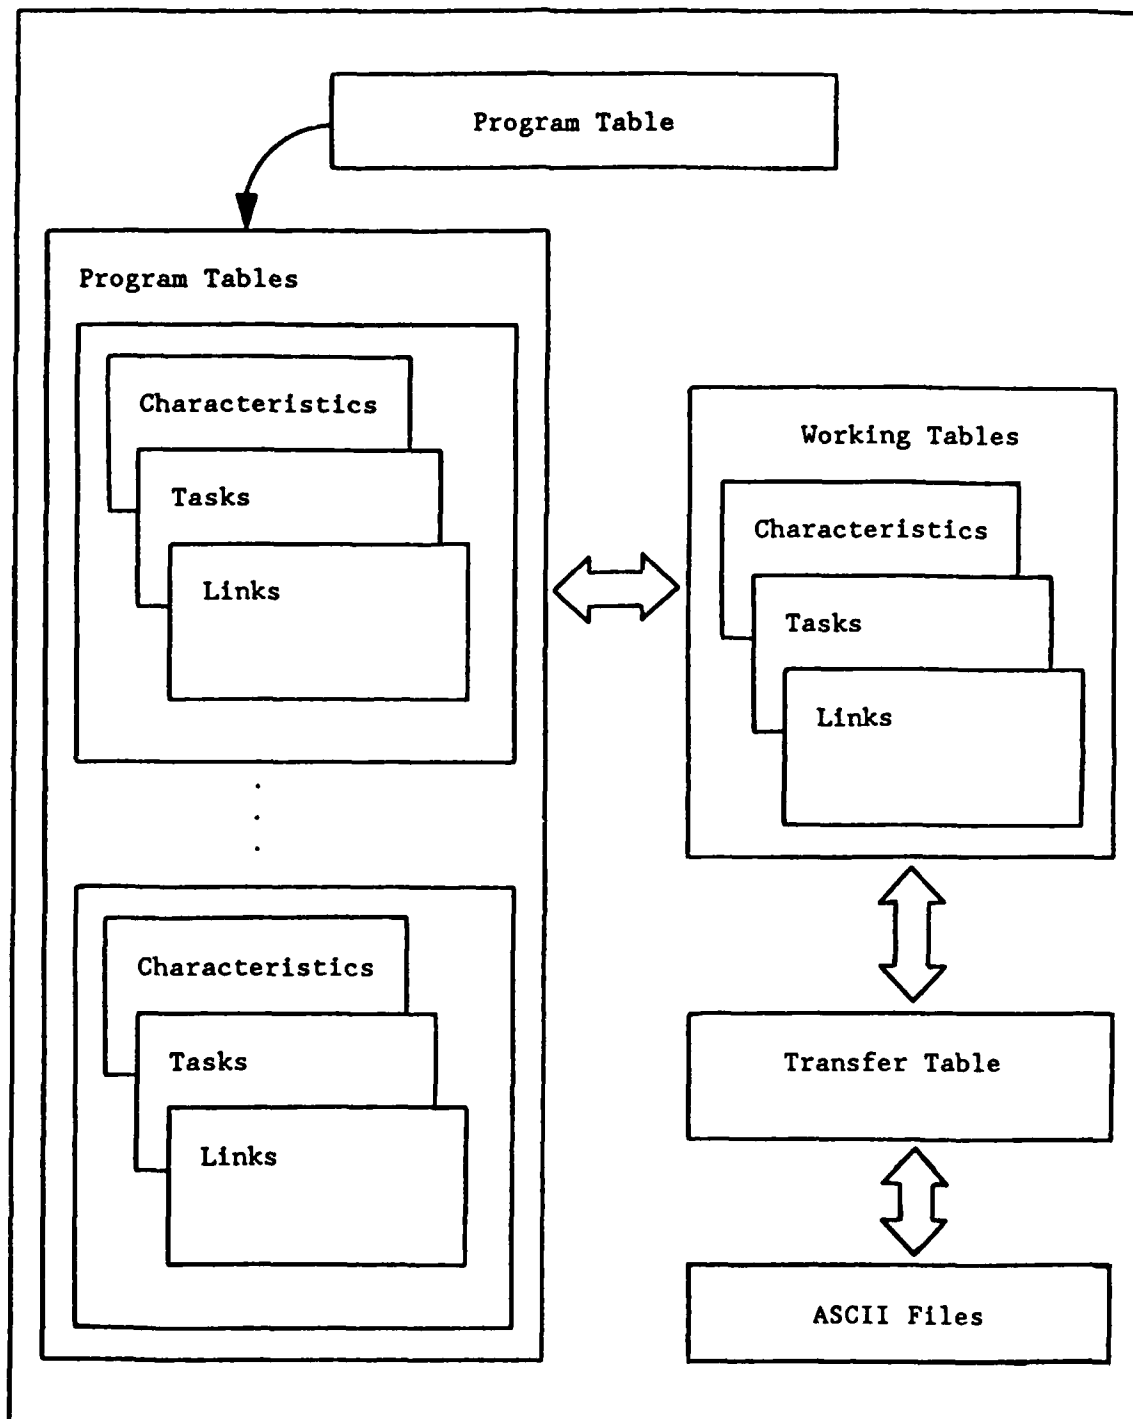 Program Table
Program Tables
Characteristics
Tasks
Links
.
.
.
Characteristics
Tasks
Links
Working Tables
Characteristics
Tasks
Links
Transfer Table
ASCII Files